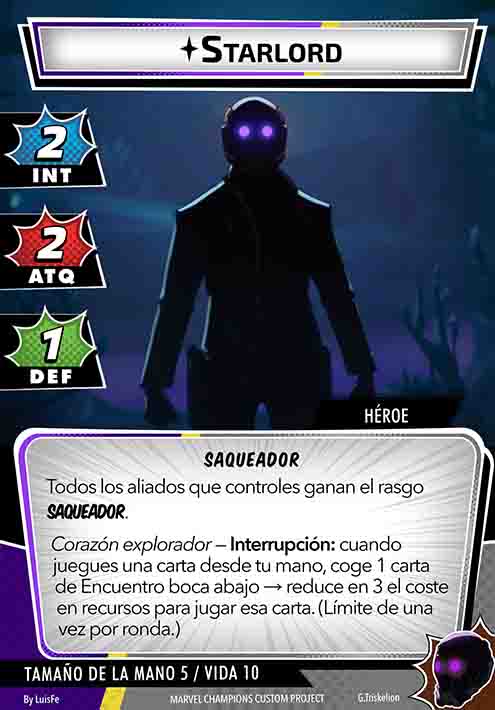 STARLORD
2
INT
2
ATQ
1
DEF
HÉROE
SAQUEADOR
Todos los aliados que controles ganan el rasgo
SAQUEADOR.
Corazón explorador – Interrupción: cuando
juegues una carta desde tu mano, coge 1 carta
de Encuentro boca abajo → reduce en 3 el coste
en recursos para jugar esa carta. (Límite de una
vez por ronda.)
TAMAÑO DE LA MANO 5 / VIDA 10
By LuisFe
MARVEL CHAMPIONS CUSTOM PROJECT
G.Triskelion